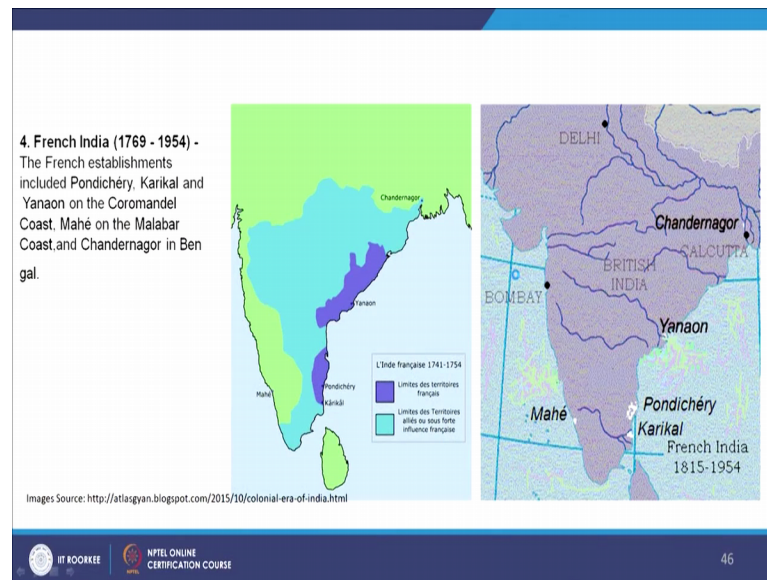 4. French India (1769 - 1954) -
The French establishments
included Pondichéry, Karikal and
Yanaon on the Coromandel
Coast, Mahé on the Malabar
Coast,and Chandernagor in Ben
gal.
Chandernagor
Yanaon
L'Inde française 1741-1754
Limites des territoires
français
Limites des Territoires
alliés ou sous forte
influence française
Mahé
Pondichéry
Kârikâl
DELHI
Chandernagor
CALCUTTA
BRITISH
INDIA
BOMBAY
Yanaon
Mahé
Pondichéry
Karikal
French India
1815-1954
Images Source: http://atlasgyan.blogspot.com/2015/10/colonial-era-of-india.html
IIT ROORKEE
NPTEL ONLINE
CERTIFICATION COURSE
46